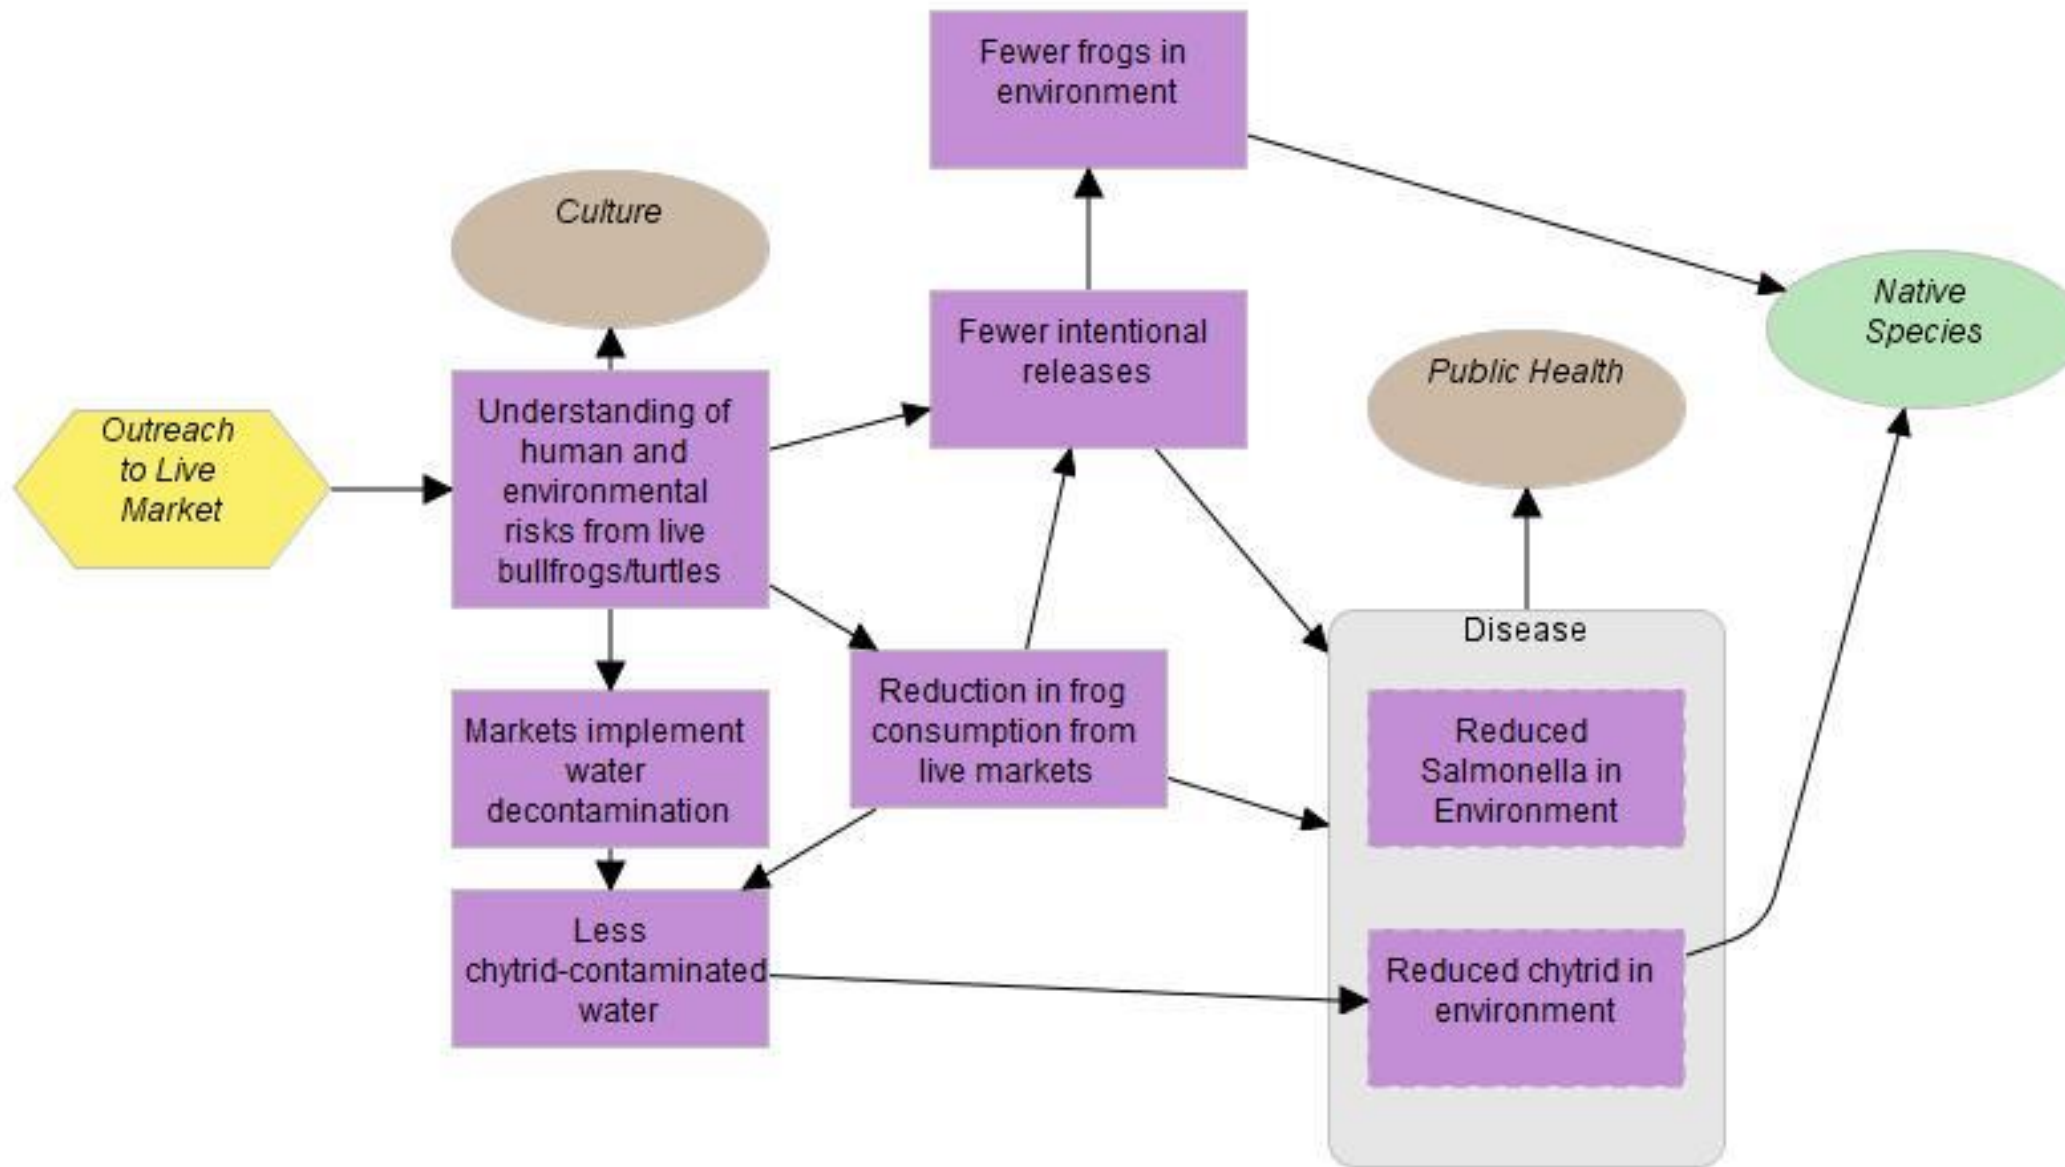 Fewer frogs in
environment
Culture
Native
Species
Fewer intentional
releases
Public Health
Outreach
to Live
Market
Understanding of
human and
environmental
risks from live
bullfrogs/turtles
Disease
Markets implement
water
decontamination
Reduction in frog
consumption from
live markets
Reduced
Salmonella in
Environment
Less
chytrid-contaminated
water
Reduced chytrid in
environment